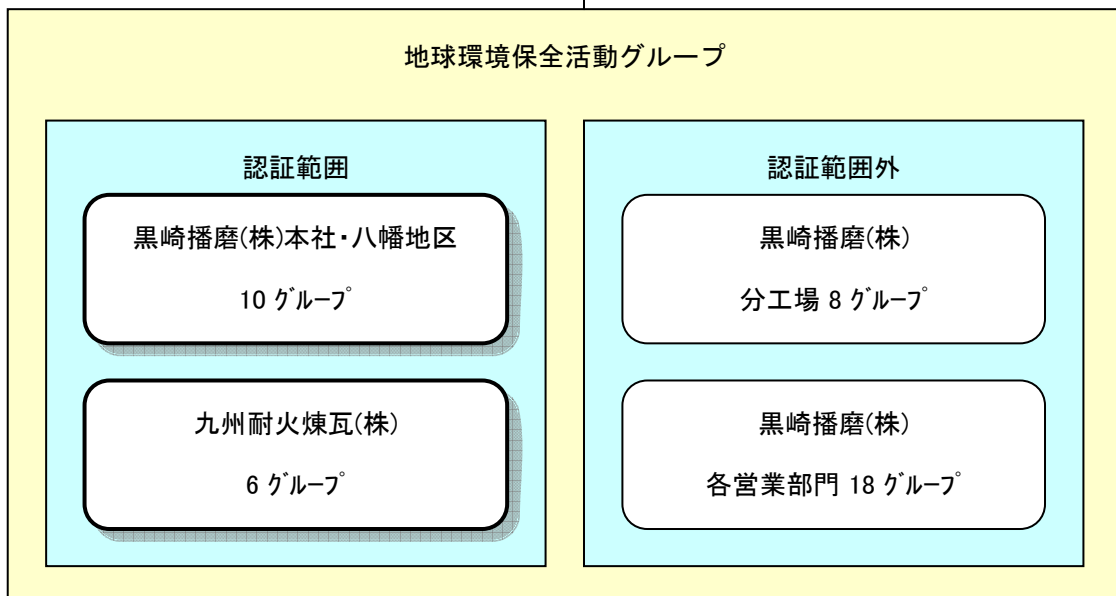 地球環境保全活動グループ
認証範囲
黒崎播磨(株)本社・八幡地区
10 グループ
九州耐火煉瓦(株)
6 グループ
認証範囲外
黒崎播磨(株)
分工場 8 グループ
黒崎播磨(株)
各営業部門 18 グループ